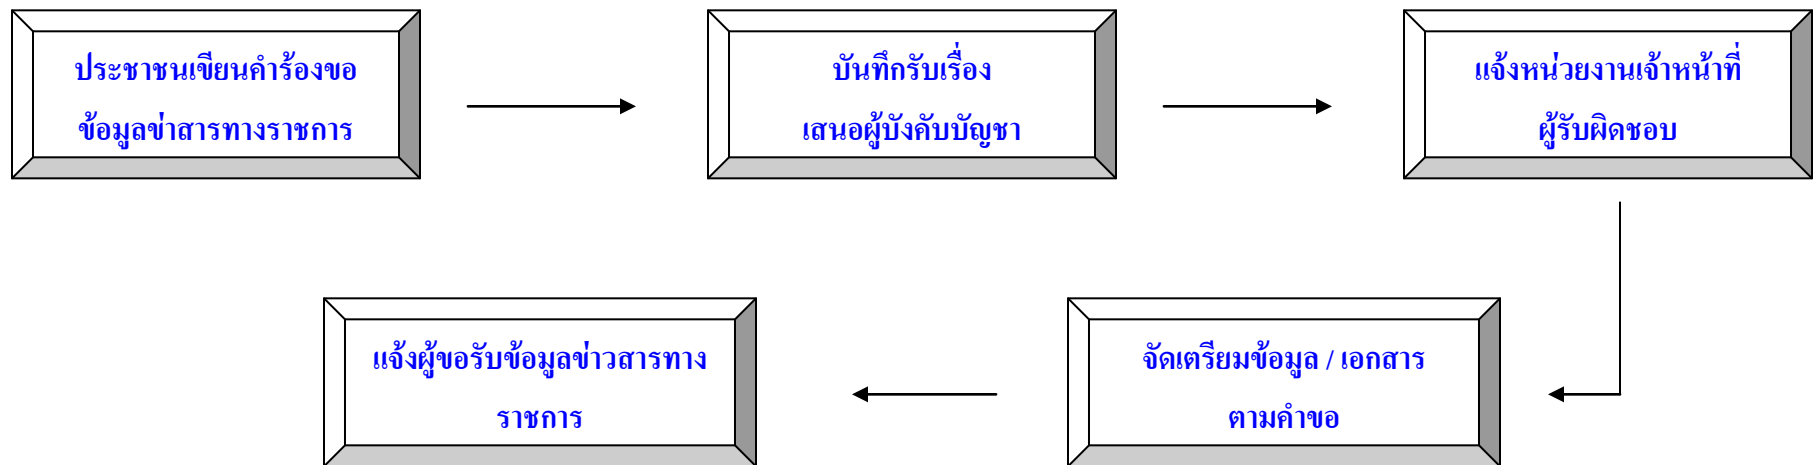 ประชาชนเขียนคำร้องขอ
ข้อมูลข่าสารทางราชการ
บันทึกรับเรื่อง
เสนอผู้บังคับบัญชา
แจ้งหน่วยงานเจ้าหน้าที่
ผู้รับผิดชอบ
จัดเตรียมข้อมูล / เอกสาร
ตามคำขอ
แจ้งผู้ขอรับข้อมูลข่าวสารทาง
ราชการ